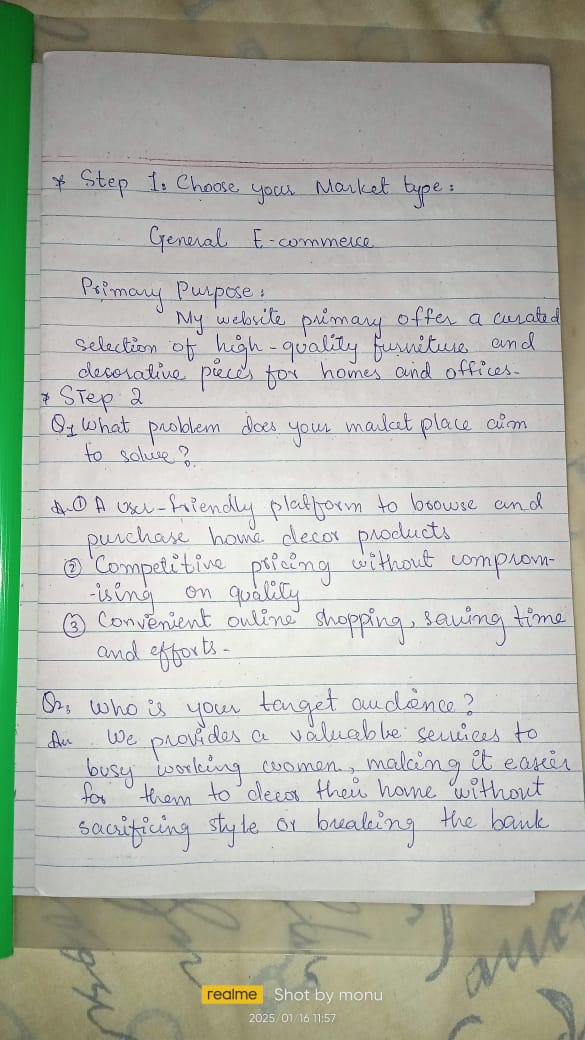 * Step 1: Choose your Market type:
General E-commerce
Primary Purpose:
My website primary offer a curated
selection of high-quality furniture and
decorative pieces for homes and offices-
* STep 2
Q1 What problem does your market place aim
to solve?
A. ① A user-friendly platform to browse and
purchase home decor products
② Competitive pricing without comprom-
-ising on quality
③ Convenient online shopping, saving time
and efforts-
Q2, Who is your target audience?
An We provides a valuable services to
busy working women, making it easier
for them to decor their home without
sacrificing style or breaking the bank
realme Shot by monu
2025/01/16 11:57